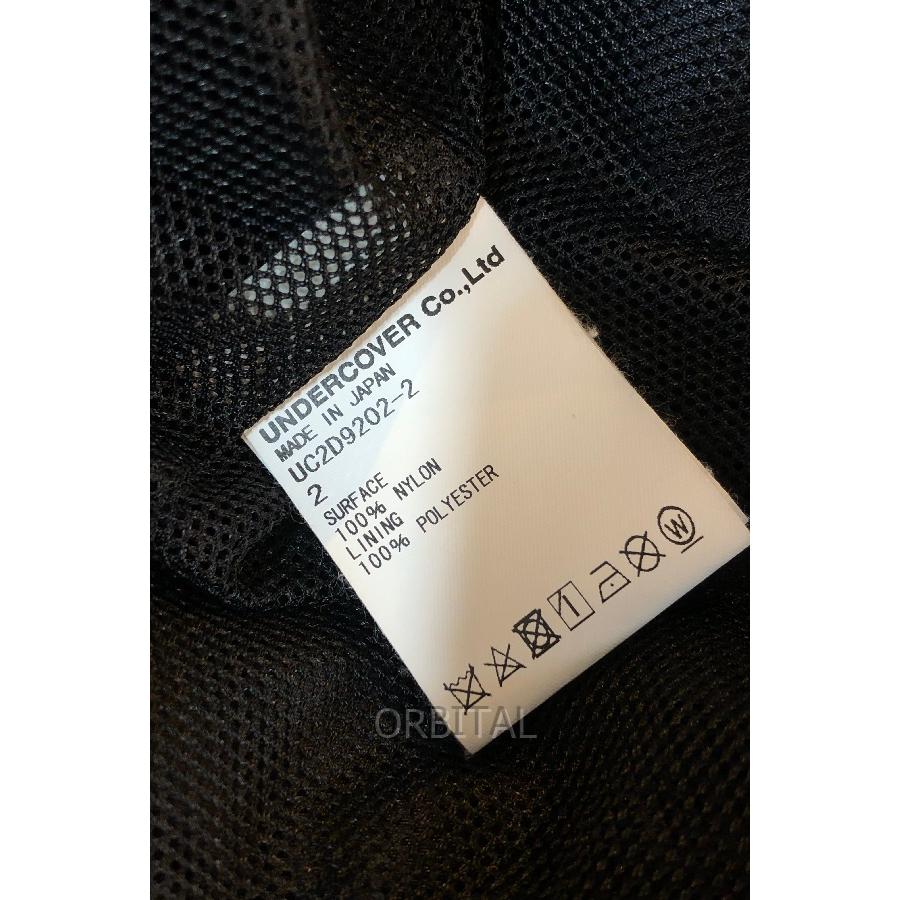 UNDERCOVER Co.,Ltd
MADE IN JAPAN
UC2D9202-2
2
SURFACE
100% NYLON
LINING
100% POLYESTER
W
ORBITAL